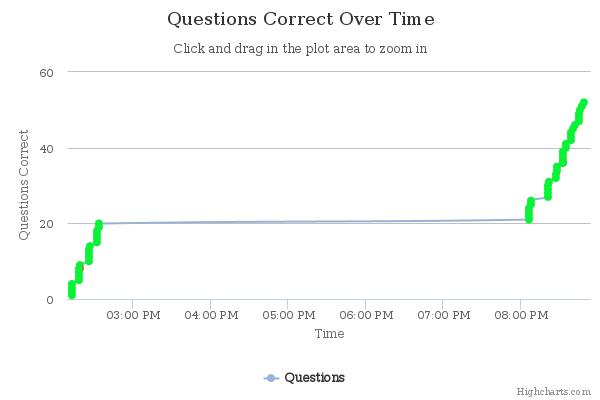 Questions Correct Over Time
Click and drag in the plot area to zoom in
Questions Correct
60
40
20
0
03:00 PM 04:00 PM 05:00 PM 06:00 PM 07:00 PM 08:00 PM
Time
Questions
Highcharts.com